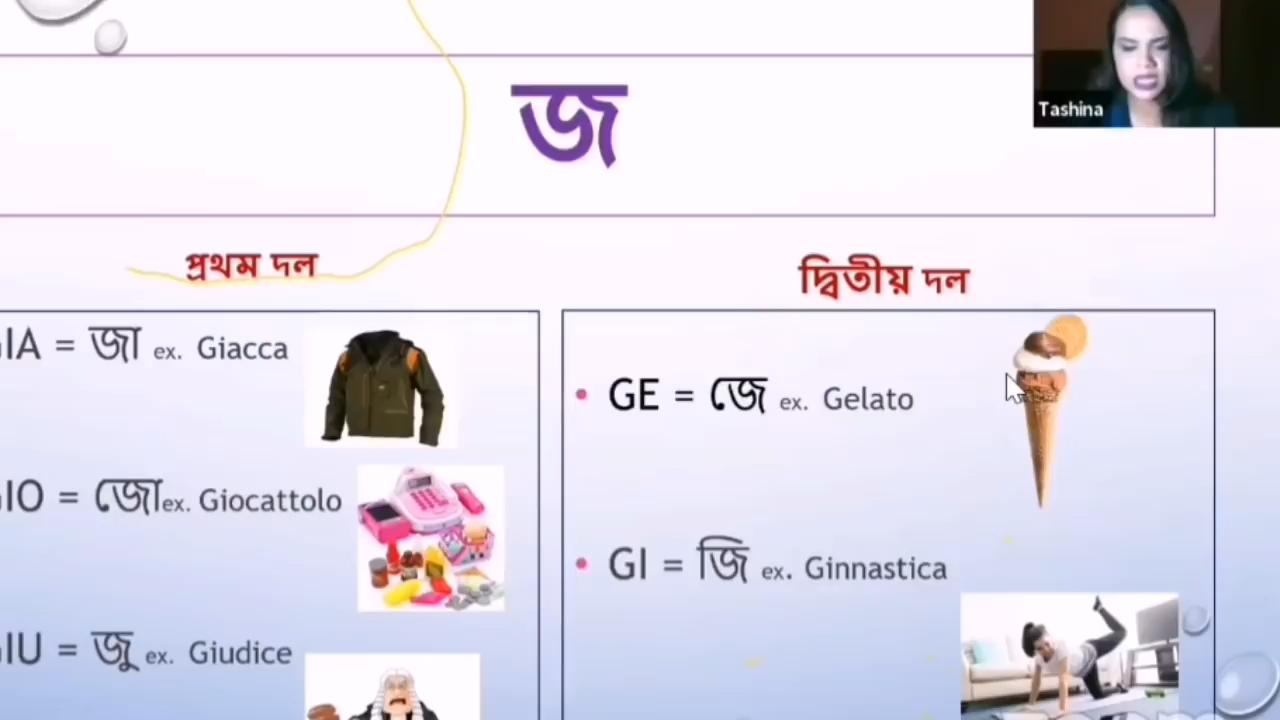 জ
Tashina
প্রথম দল
IA = জা ex. Giacca
IO = জো ex. Giocattolo
IU = জু ex. Giudice
দ্বিতীয় দল
• GE = জে ex. Gelato
• GI = জি ex. Ginnastica